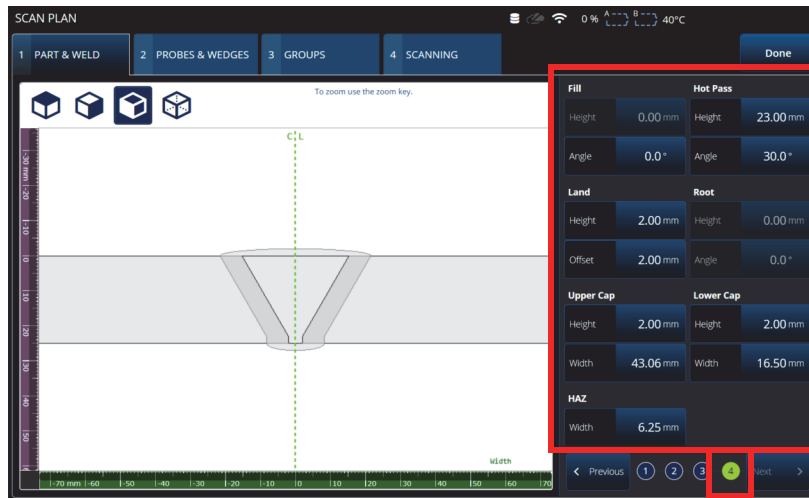 SCAN PLAN
0 % A B 40°C
1 PART & WELD 2 PROBES & WEDGES 3 GROUPS 4 SCANNING Done
To zoom use the zoom key.
C L
Width
|-30 mm |-20 |-10 |0 |10 |20 |30 |40 |50
|-70 mm |-60 |-50 |-40 |-30 |-20 |-10 |0 |10 |20 |30 |40 |50 |60 |70
Fill Hot Pass
Height 0.00 mm Height 23.00 mm
Angle 0.0 ° Angle 30.0 °
Land Root
Height 2.00 mm Height 0.00 mm
Offset 2.00 mm Angle 0.0 °
Upper Cap Lower Cap
Height 2.00 mm Height 2.00 mm
Width 43.06 mm Width 16.50 mm
HAZ
Width 6.25 mm
< Previous 1 2 3 4 Next >